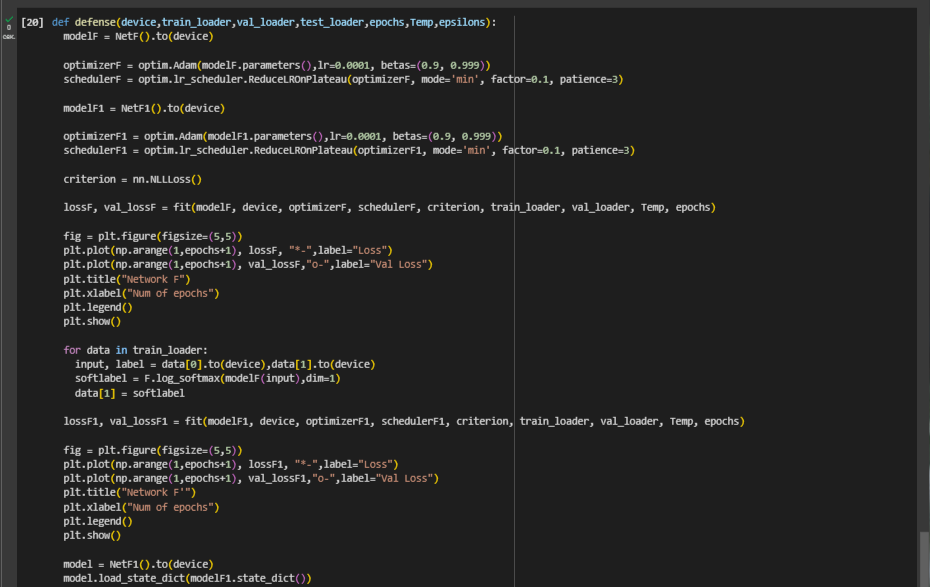 [20] def defense(device,train_loader,val_loader,test_loader,epochs,Temp,epsilons):
modelF = NetF().to(device)
optimizerF = optim.Adam(modelF.parameters(),lr=0.0001, betas=(0.9, 0.999))
schedulerF = optim.lr_scheduler.ReduceLROnPlateau(optimizerF, mode='min', factor=0.1, patience=3)
modelF1 = NetF1().to(device)
optimizerF1 = optim.Adam(modelF1.parameters(),lr=0.0001, betas=(0.9, 0.999))
schedulerF1 = optim.lr_scheduler.ReduceLROnPlateau(optimizerF1, mode='min', factor=0.1, patience=3)
criterion = nn.NLLLoss()
lossF, val_lossF = fit(modelF, device, optimizerF, schedulerF, criterion, train_loader, val_loader, Temp, epochs)
fig = plt.figure(figsize=(5,5))
plt.plot(np.arange(1,epochs+1), lossF, "*-",label="Loss")
plt.plot(np.arange(1,epochs+1), val_lossF,"o-",label="Val Loss")
plt.title("Network F")
plt.xlabel("Num of epochs")
plt.legend()
plt.show()
for data in train_loader:
input, label = data[0].to(device),data[1].to(device)
softlabel = F.log_softmax(modelF(input),dim=1)
data[1] = softlabel
lossF1, val_lossF1 = fit(modelF1, device, optimizerF1, schedulerF1, criterion, train_loader, val_loader, Temp, epochs)
fig = plt.figure(figsize=(5,5))
plt.plot(np.arange(1,epochs+1), lossF1, "*-",label="Loss")
plt.plot(np.arange(1,epochs+1), val_lossF1,"o-",label="Val Loss")
plt.title("Network F'")
plt.xlabel("Num of epochs")
plt.legend()
plt.show()
model = NetF1().to(device)
model.load_state_dict(modelF1.state_dict())